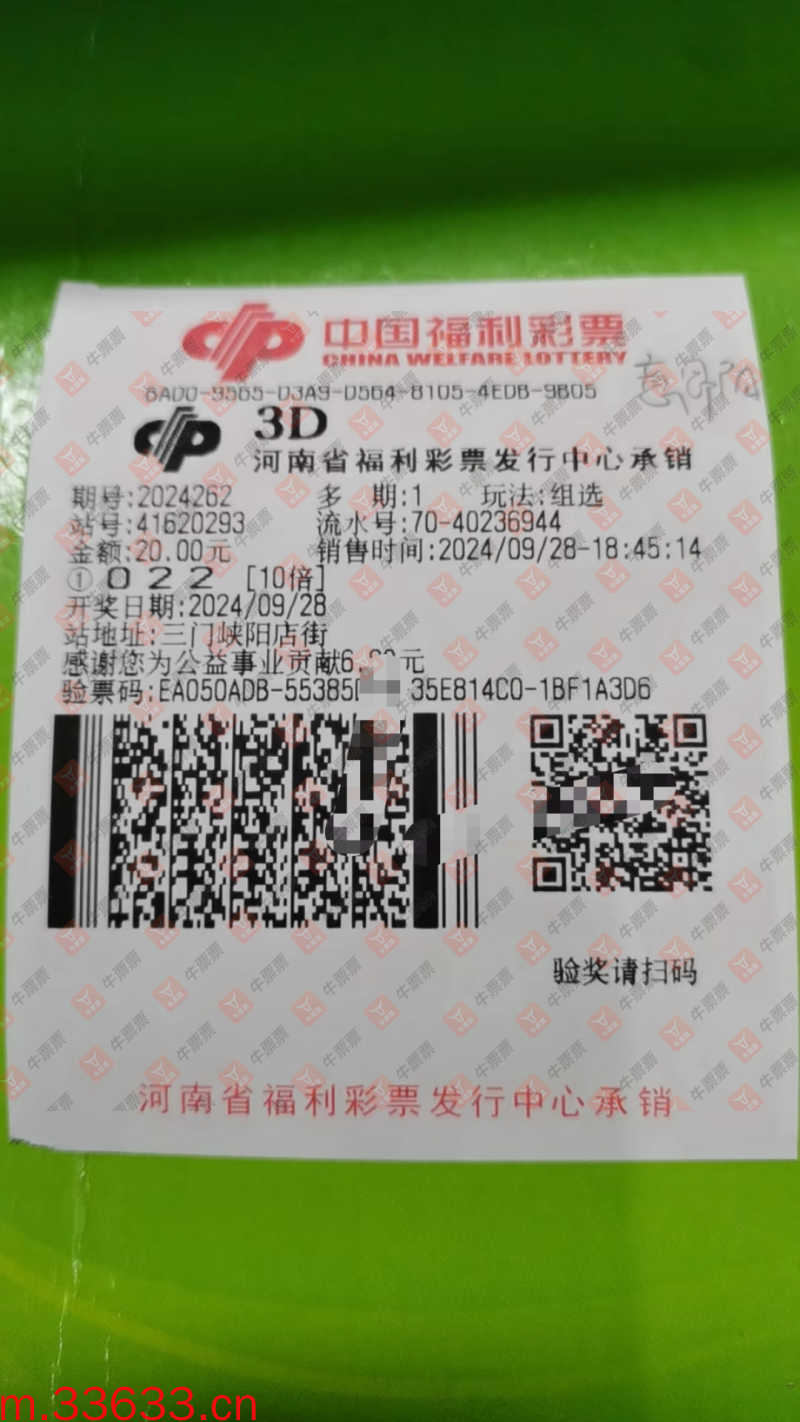 中国福利彩票
CHINA WELFARE LOTTERY
6AD0-9565-D3A9-D564-8105-4EDB-9B05
3D
河南省福利彩票发行中心承销
期号:2024262 多 期:1 玩法:组选
站号:41620293 流水号:70-40236944
金额:20.00元 销售时间:2024/09/28-18:45:14
① 0 2 2 [10倍]
开奖日期:2024/09/28
站地址:三门峡阳店街
感谢您为公益事业贡献 元
验票码:EA050ADB-55385 35E814C0-1BF1A3D6
验奖请扫码
河南省福利彩票发行中心承销
牛票票
m.33633.cn